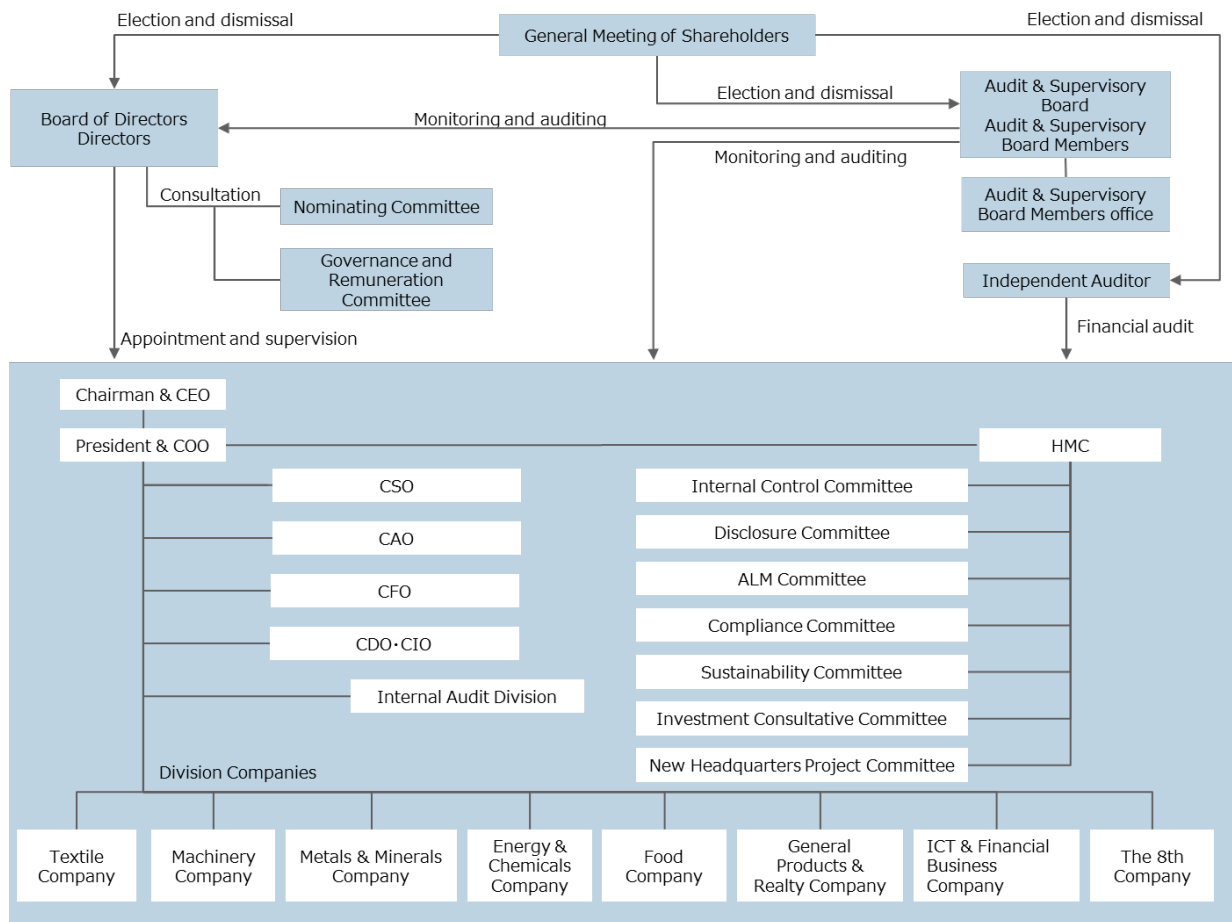 Election and dismissal
General Meeting of Shareholders
Election and dismissal
Election and dismissal
Audit & Supervisory
Board
Audit & Supervisory
Board Members
Board of Directors
Directors
Monitoring and auditing
Monitoring and auditing
Consultation
Nominating Committee
Audit & Supervisory
Board Members office
Governance and
Remuneration
Committee
Independent Auditor
Appointment and supervision
Financial audit
Chairman & CEO
President & COO
HMC
CSO
CAO
CFO
CDO・CIO
Internal Audit Division
Internal Control Committee
Disclosure Committee
ALM Committee
Compliance Committee
Sustainability Committee
Investment Consultative Committee
New Headquarters Project Committee
Division Companies
Textile
Company
Machinery
Company
Metals & Minerals
Company
Energy &
Chemicals
Company
Food
Company
General
Products &
Realty Company
ICT & Financial
Business
Company
The 8th
Company